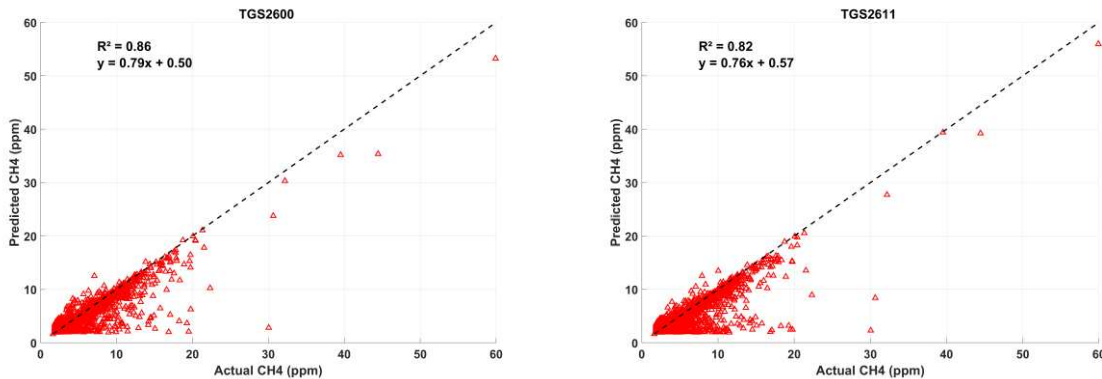 TGS2600
R² = 0.86
y = 0.79x + 0.50
Predicted CH4 (ppm)
60
50
40
30
20
10
0
0 10 20 30 40 50 60
Actual CH4 (ppm)
TGS2611
R² = 0.82
y = 0.76x + 0.57
Predicted CH4 (ppm)
60
50
40
30
20
10
0
0 10 20 30 40 50 60
Actual CH4 (ppm)